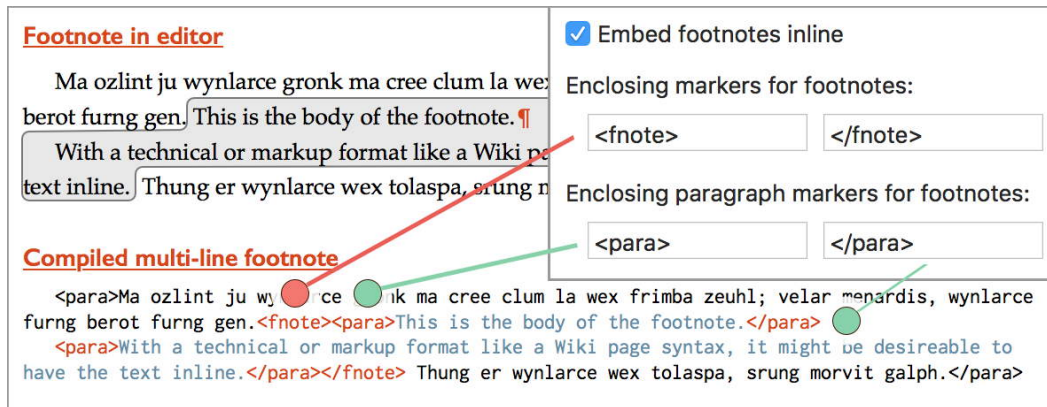 Footnote in editor
Ma ozlint ju wynlarce gronk ma cree clum la wex
berot furng gen. This is the body of the footnote.¶
With a technical or markup format like a Wiki
text inline. Thung er wynlarce wex tolaspa, srung
Embed footnotes inline
Enclosing markers for footnotes:
<fnote> </fnote>
Enclosing paragraph markers for footnotes:
<para> </para>
Compiled multi-line footnote
<para>Ma ozlint ju ma cree clum la wex frimba zeuhl; velar menardis, wynlarce
furng berot furng gen.<fnote><para>This is the body of the footnote.</para>
<para>With a technical or markup format like a Wiki page syntax, it might be desireable to
have the text inline.</para></fnote> Thung er wynlarce wex tolaspa, srung morvit galph.</para>